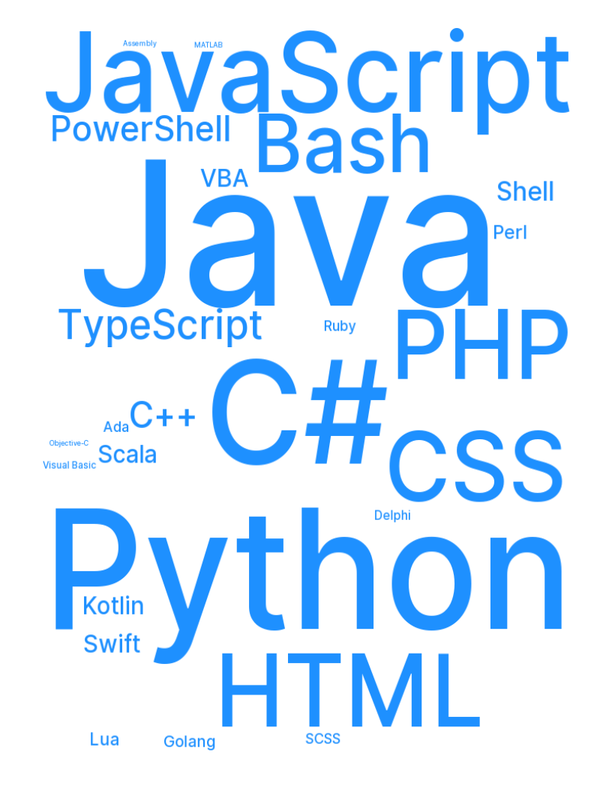 Assembly
MATLAB
JavaScript
PowerShell
Bash
VBA
Shell
Java
Perl
TypeScript
Ruby
PHP
C#
C++
Ada
Objective-C
Scala
Visual Basic
CSS
Delphi
Python
Kotlin
Swift
HTML
Lua
Golang
SCSS